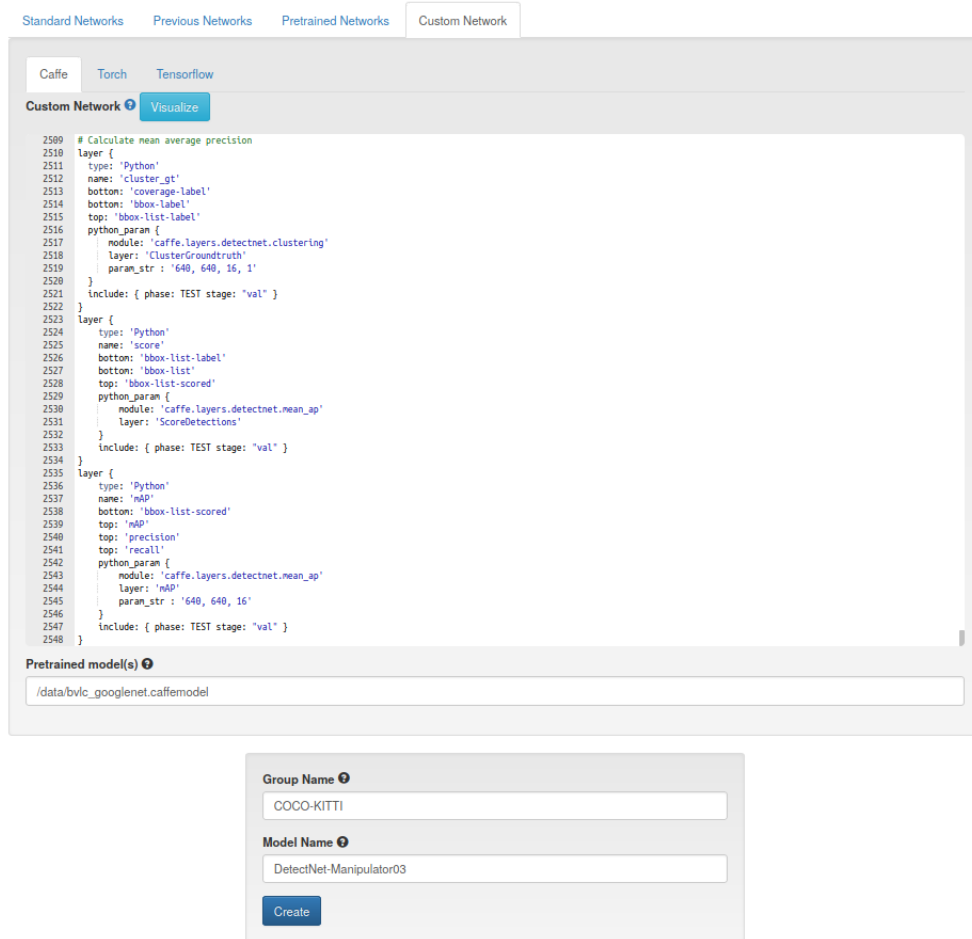 Standard Networks Previous Networks Pretrained Networks Custom Network
Caffe Torch Tensorflow
Custom Network ? Visualize
2509 # Calculate mean average precision
2510 layer {
2511 type: 'Python'
2512 name: 'cluster_gt'
2513 bottom: 'coverage-label'
2514 bottom: 'bbox-label'
2515 top: 'bbox-list-label'
2516 python_param {
2517 module: 'caffe.layers.detectnet.clustering'
2518 layer: 'ClusterGroundtruth'
2519 param_str : '640, 640, 16, 1'
2520 }
2521 include: { phase: TEST stage: "val" }
2522 }
2523 layer {
2524 type: 'Python'
2525 name: 'score'
2526 bottom: 'bbox-list-label'
2527 bottom: 'bbox-list'
2528 top: 'bbox-list-scored'
2529 python_param {
2530 module: 'caffe.layers.detectnet.mean_ap'
2531 layer: 'ScoreDetections'
2532 }
2533 include: { phase: TEST stage: "val" }
2534 }
2535 layer {
2536 type: 'Python'
2537 name: 'mAP'
2538 bottom: 'bbox-list-scored'
2539 top: 'mAP'
2540 top: 'precision'
2541 top: 'recall'
2542 python_param {
2543 module: 'caffe.layers.detectnet.mean_ap'
2544 layer: 'mAP'
2545 param_str : '640, 640, 16'
2546 }
2547 include: { phase: TEST stage: "val" }
2548 }
Pretrained model(s) ?
/data/bvlc_googlenet.caffemodel
Group Name ?
COCO-KITTI
Model Name ?
DetectNet-Manipulator03
Create